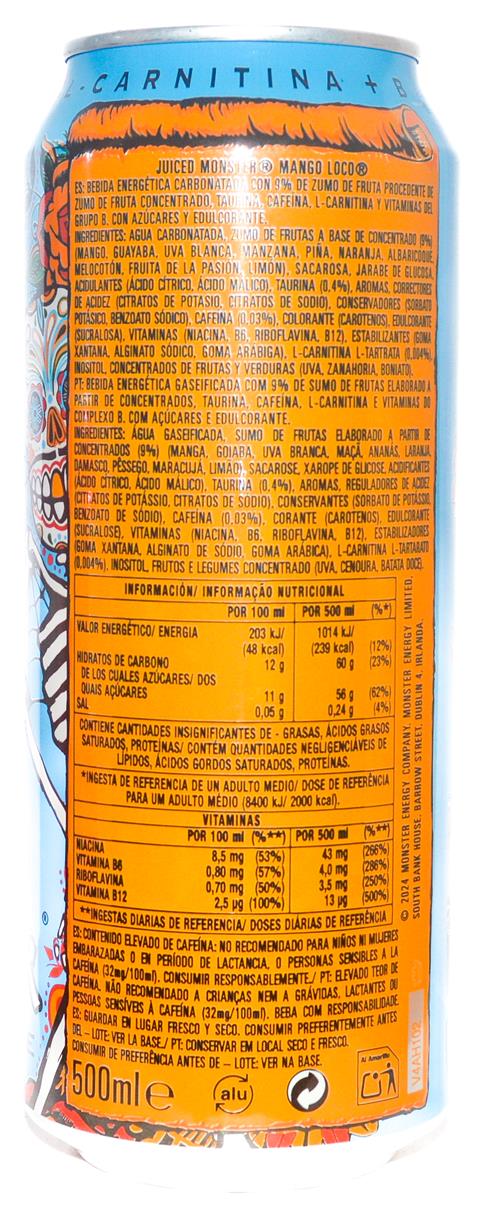 L-CARNITINA + B
JUICED MONSTER® MANGO LOCO®
ES: BEBIDA ENERGÉTICA CARBONATADA CON 9% DE ZUMO DE FRUTA PROCEDENTE DE
ZUMO DE FRUTA CONCENTRADO, TAURINA, CAFEÍNA, L-CARNITINA Y VITAMINAS DEL
GRUPO B. CON AZÚCARES Y EDULCORANTE.
INGREDIENTES: AGUA CARBONATADA, ZUMO DE FRUTAS A BASE DE CONCENTRADO (9%)
(MANGO, GUAYABA, UVA BLANCA, MANZANA, PIÑA, NARANJA, ALBARICOQUE,
MELOCOTÓN, FRUTA DE LA PASIÓN, LIMÓN), SACAROSA, JARABE DE GLUCOSA,
ACIDULANTES (ÁCIDO CÍTRICO, ÁCIDO MÁLICO), TAURINA (0,4%), AROMAS, CORRECTORES
DE ACIDEZ (CITRATOS DE POTASIO, CITRATOS DE SODIO), CONSERVADORES (SORBATO
POTÁSICO, BENZOATO SÓDICO), CAFEÍNA (0,03%), COLORANTE (CAROTENOS), EDULCORANTE
(SUCRALOSA), VITAMINAS (NIACINA, B6, RIBOFLAVINA, B12), ESTABILIZANTES (GOMA
XANTANA, ALGINATO SÓDICO, GOMA ARÁBIGA), L-CARNITINA L-TARTRATA (0,004%),
INOSITOL, CONCENTRADOS DE FRUTAS Y VERDURAS (UVA, ZANAHORIA, BONIATO).
PT: BEBIDA ENERGÉTICA GASEIFICADA COM 9% DE SUMO DE FRUTAS ELABORADO A
PARTIR DE CONCENTRADOS, TAURINA, CAFEÍNA, L-CARNITINA E VITAMINAS DO
COMPLEXO B. COM AÇÚCARES E EDULCORANTE.
INGREDIENTES: ÁGUA GASEIFICADA, SUMO DE FRUTAS ELABORADO A PARTIR DE
CONCENTRADOS (9%) (MANGA, GOIABA, UVA BRANCA, MAÇÃ, ANANÁS, LARANJA,
DAMASCO, PÊSSEGO, MARACUJÁ, LIMÃO), SACAROSE, XAROPE DE GLICOSE, ACIDIFICANTES
(ÁCIDO CÍTRICO, ÁCIDO MÁLICO), TAURINA (0,4%), AROMAS, REGULADORES DE ACIDEZ
(CITRATOS DE POTÁSSIO, CITRATOS DE SÓDIO), CONSERVANTES (SORBATO DE POTÁSSIO,
BENZOATO DE SÓDIO), CAFEÍNA (0,03%), CORANTE (CAROTENOS), EDULCORANTE
(SUCRALOSE), VITAMINAS (NIACINA, B6, RIBOFLAVINA, B12), ESTABILIZADORES
(GOMA XANTANA, ALGINATO DE SÓDIO, GOMA ARÁBICA), L-CARNITINA L-TARTARATO
(0,004%), INOSITOL, FRUTOS E LEGUMES CONCENTRADO (UVA, CENOURA, BATATA DOCE).
INFORMACIÓN/ INFORMAÇÃO NUTRICIONAL
POR 100 ml POR 500 ml (%*)
VALOR ENERGÉTICO/ ENERGIA 203 kJ/ 1014 kJ/
(48 kcal) (239 kcal) (12%)
HIDRATOS DE CARBONO 12 g 60 g (23%)
DE LOS CUALES AZÚCARES/ DOS
QUAIS AÇÚCARES 11 g 56 g (62%)
SAL 0,05 g 0,24 g (4%)
CONTIENE CANTIDADES INSIGNIFICANTES DE - GRASAS, ÁCIDOS GRASOS
SATURADOS, PROTEÍNAS/ CONTÉM QUANTIDADES NEGLIGENCIÁVEIS DE
LÍPIDOS, ÁCIDOS GORDOS SATURADOS, PROTEÍNAS.
*INGESTA DE REFERENCIA DE UN ADULTO MEDIO/ DOSE DE REFERÊNCIA
PARA UM ADULTO MÉDIO (8400 kJ/ 2000 kcal).
VITAMINAS
POR 100 ml (%**) POR 500 ml (%**)
NIACINA 8,5 mg (53%) 43 mg (266%)
VITAMINA B6 0,80 mg (57%) 4,0 mg (286%)
RIBOFLAVINA 0,70 mg (50%) 3,5 mg (250%)
VITAMINA B12 2,5 µg (100%) 13 µg (500%)
**INGESTAS DIARIAS DE REFERENCIA/ DOSES DIÁRIAS DE REFERÊNCIA
© 2024 MONSTER ENERGY COMPANY. MONSTER ENERGY LIMITED,
SOUTH BANK HOUSE, BARROW STREET, DUBLIN 4, IRLANDA.
ES: CONTENIDO ELEVADO DE CAFEÍNA: NO RECOMENDADO PARA NIÑOS NI MUJERES
EMBARAZADAS O EN PERÍODO DE LACTANCIA, O PERSONAS SENSIBLES A LA
CAFEÍNA (32mg/100ml). CONSUMIR RESPONSABLEMENTE./ PT: ELEVADO TEOR DE
CAFEÍNA. NÃO RECOMENDADO A CRIANÇAS NEM A GRÁVIDAS, LACTANTES OU
PESSOAS SENSÍVEIS À CAFEÍNA (32mg/100ml). BEBA COM RESPONSABILIDADE.
ES: GUARDAR EN LUGAR FRESCO Y SECO. CONSUMIR PREFERENTEMENTE ANTES
DEL – LOTE: VER LA BASE./ PT: CONSERVAR EM LOCAL SECO E FRESCO.
CONSUMIR DE PREFERÊNCIA ANTES DE – LOTE: VER NA BASE.
500ml e
alu
Al Amarillo
V4AH102